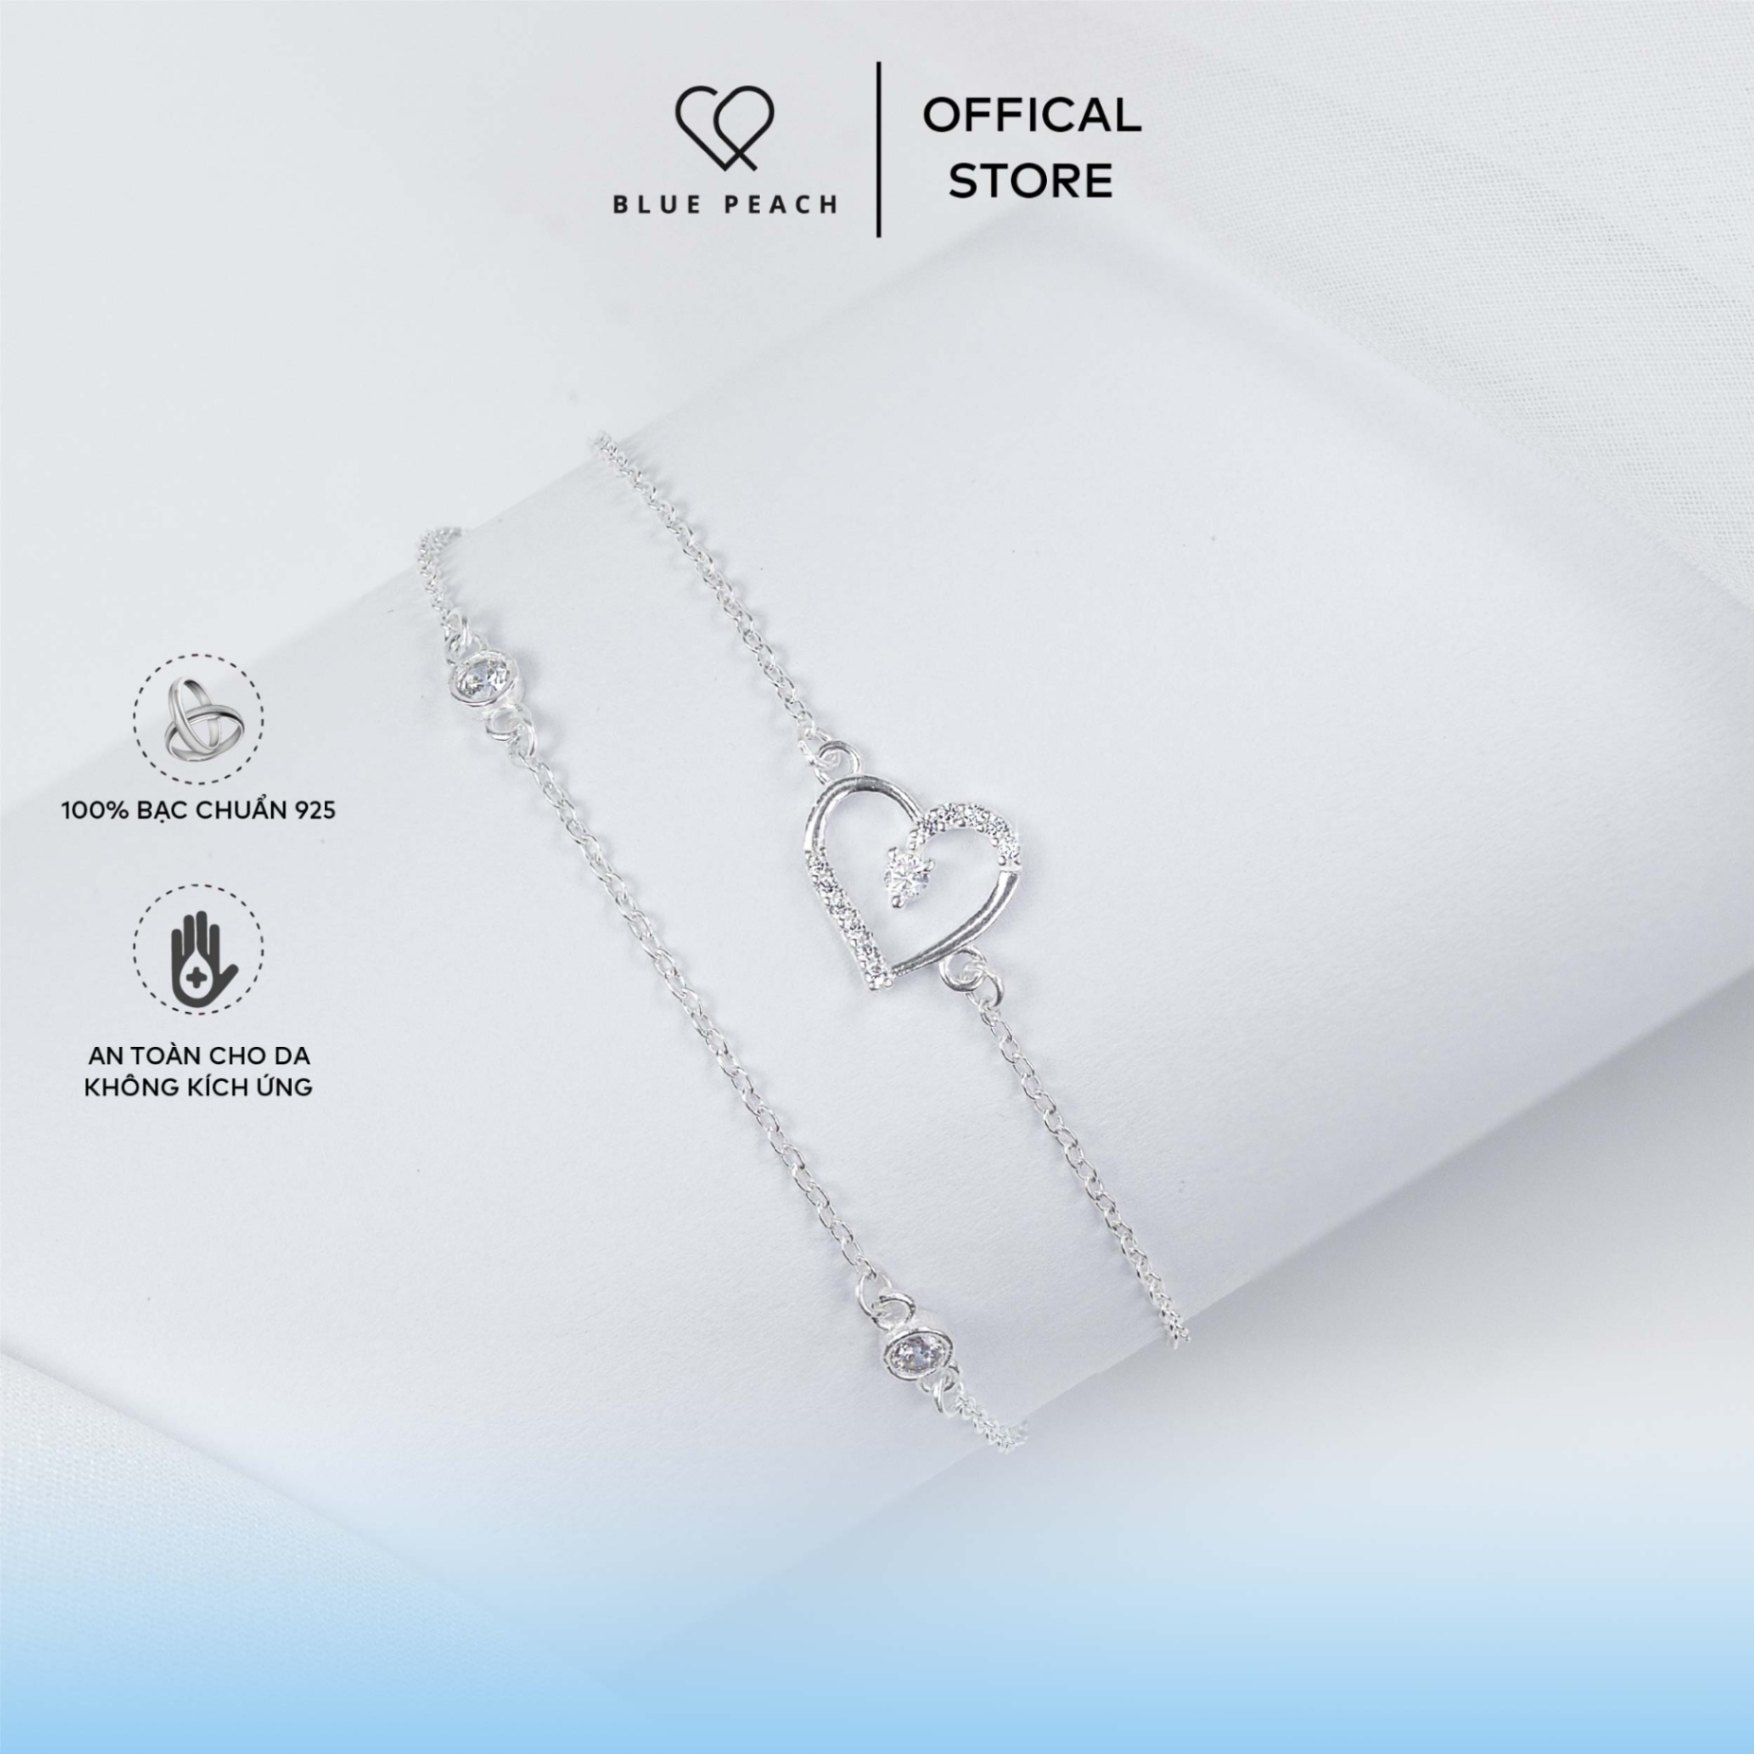 BLUE PEACH
OFFICAL
STORE
100% BẠC CHUẨN 925
AN TOÀN CHO DA
KHÔNG KÍCH ỨNG